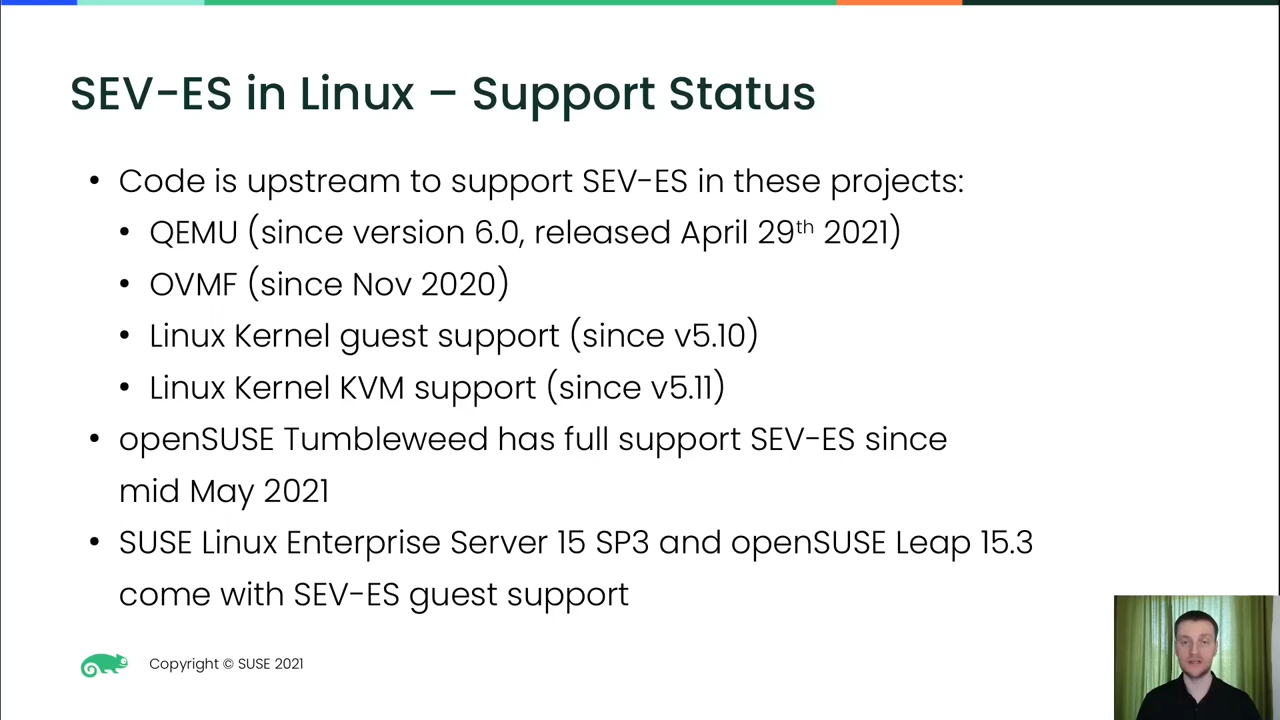 SEV-ES in Linux – Support Status
• Code is upstream to support SEV-ES in these projects:
• QEMU (since version 6.0, released April 29th 2021)
• OVMF (since Nov 2020)
• Linux Kernel guest support (since v5.10)
• Linux Kernel KVM support (since v5.11)
• openSUSE Tumbleweed has full support SEV-ES since
mid May 2021
• SUSE Linux Enterprise Server 15 SP3 and openSUSE Leap 15.3
come with SEV-ES guest support
Copyright © SUSE 2021